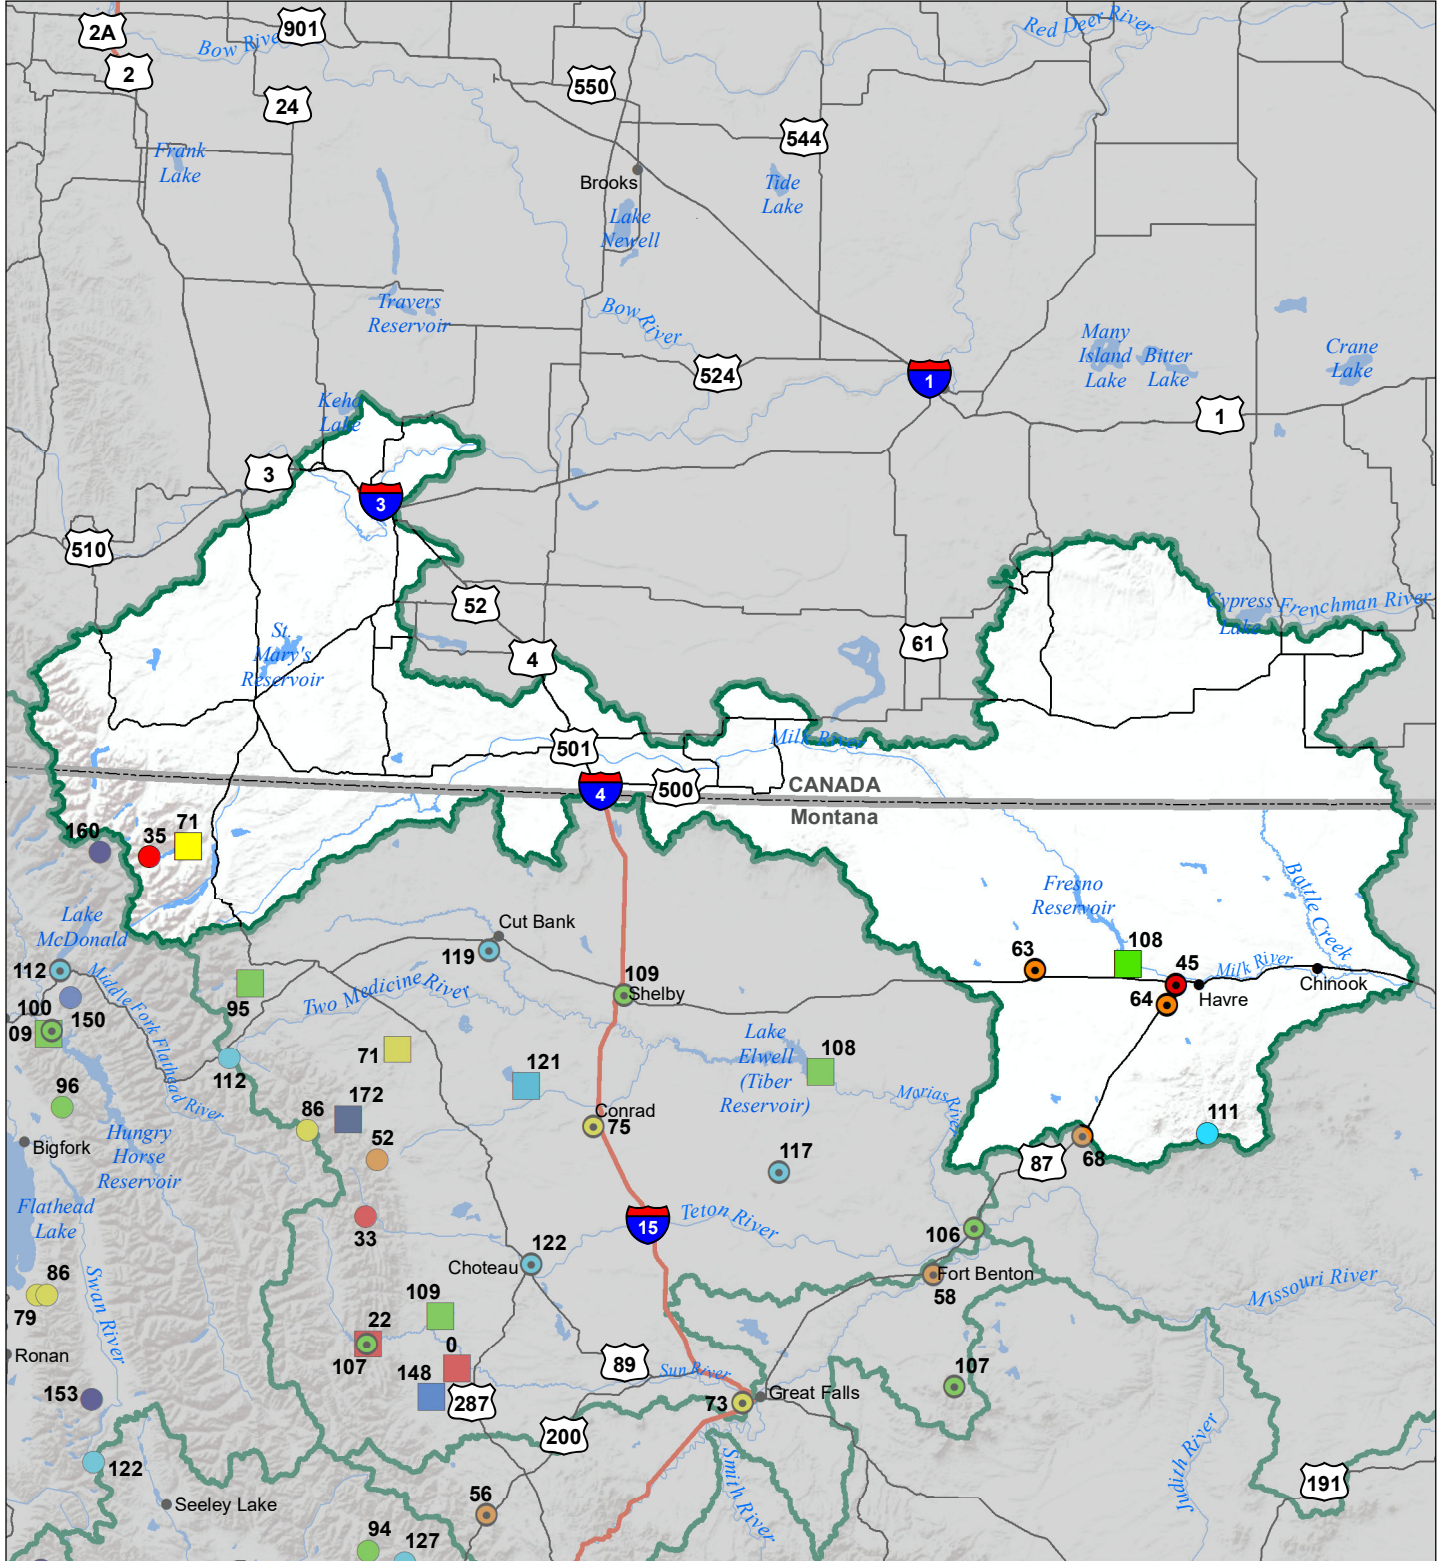 2A
901
Bow River
Red Deer River
2
550
24
544
Frank
Lake
Brooks
Tide
Lake
Lake
Newell
Travers
Reservoir
Bow River
Many
Island
Lake
Bitter
Lake
Crane
Lake
524
1
1
Keho
Lake
3
3
510
52
Cypress
Lake
Frenchman River
St.
Mary's
Reservoir
4
61
501
Milk River
4
500
CANADA
Montana
160
35
71
Fresno
Reservoir
Battle Creek
Lake
McDonald
Cut Bank
119
63
108
45
Milk River
112
Middle Fork Flathead River
Two Medicine River
109
Shelby
64
Havre
Chinook
95
100
150
09
Lake
Elwell
(Tiber
Reservoir)
108
71
121
112
Marias River
96
172
86
Conrad
75
111
Bigfork
Hungry
Horse
Reservoir
52
117
87
68
Flathead
Lake
33
15
Teton River
106
Choteau
122
Fort Benton
58
86
79
Swan River
Missouri River
109
22
107
0
148
89
Sun River
Ronan
107
153
287
73
Great Falls
200
Smith River
Judith River
122
191
Seeley Lake
56
94
127